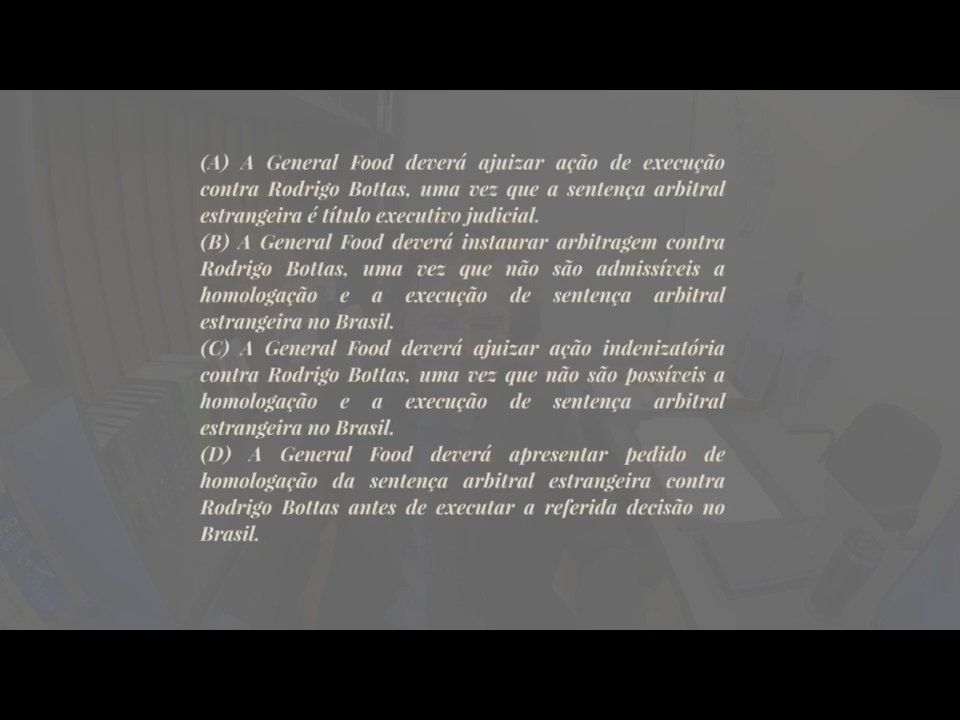 (A) A General Food deverá ajuizar ação de execução
contra Rodrigo Bottas, uma vez que a sentença arbitral
estrangeira é título executivo judicial.
(B) A General Food deverá instaurar arbitragem contra
Rodrigo Bottas, uma vez que não são admissíveis a
homologação e a execução de sentença arbitral
estrangeira no Brasil.
(C) A General Food deverá ajuizar ação indenizatória
contra Rodrigo Bottas, uma vez que não são possíveis a
homologação e a execução de sentença arbitral
estrangeira no Brasil.
(D) A General Food deverá apresentar pedido de
homologação da sentença arbitral estrangeira contra
Rodrigo Bottas antes de executar a referida decisão no
Brasil.